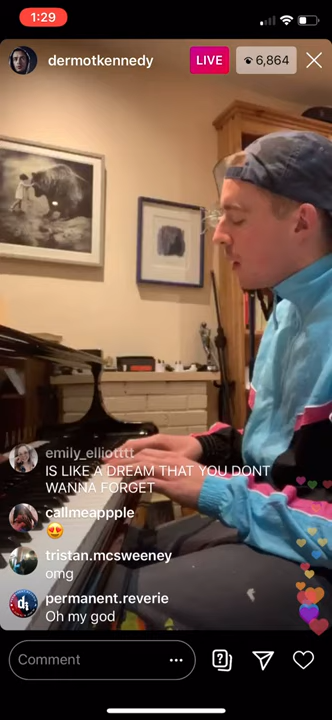 1:29
dermotkennedy
LIVE
6,864
emily_elliotttt
IS LIKE A DREAM THAT YOU DONT
WANNA FORGET
callmeappple
😍
tristan.mcsweeney
omg
permanent.reverie
Oh my god
Comment